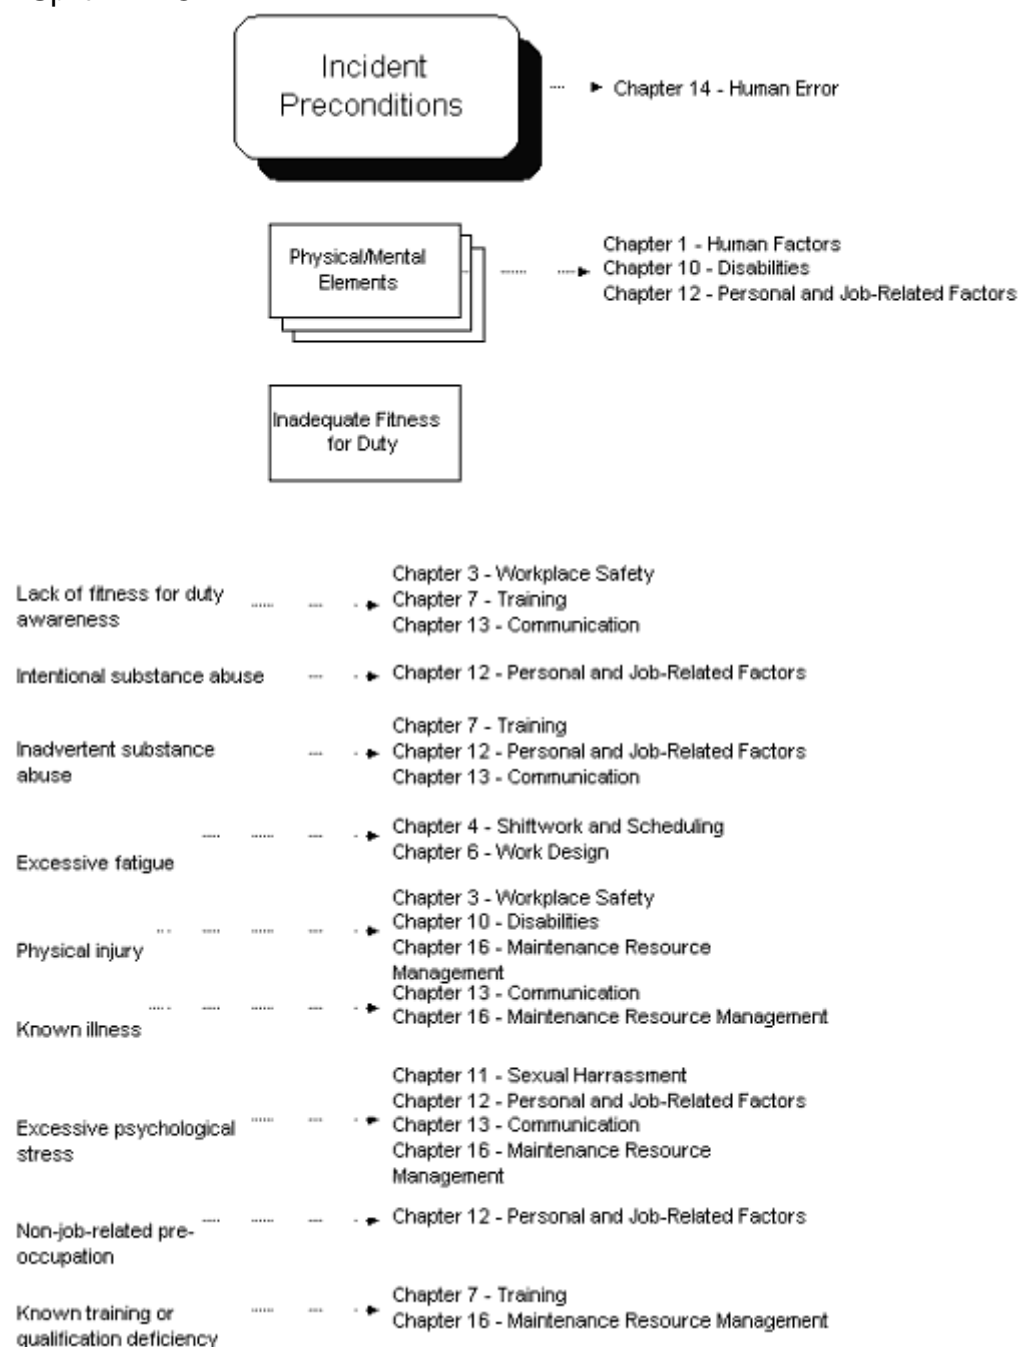 Incident
Preconditions
Chapter 14 - Human Error
Physical/Mental
Elements
Chapter 1 - Human Factors
Chapter 10 - Disabilities
Chapter 12 - Personal and Job-Related Factors
Inadequate Fitness
for Duty
Lack of fitness for duty
awareness
Chapter 3 - Workplace Safety
Chapter 7 - Training
Chapter 13 - Communication
Intentional substance abuse
Chapter 12 - Personal and Job-Related Factors
Inadvertent substance
abuse
Chapter 7 - Training
Chapter 12 - Personal and Job-Related Factors
Chapter 13 - Communication
Excessive fatigue
Chapter 4 - Shiftwork and Scheduling
Chapter 6 - Work Design
Physical injury
Chapter 3 - Workplace Safety
Chapter 10 - Disabilities
Chapter 16 - Maintenance Resource
Management
Known illness
Chapter 13 - Communication
Chapter 16 - Maintenance Resource Management
Excessive psychological
stress
Chapter 11 - Sexual Harrassment
Chapter 12 - Personal and Job-Related Factors
Chapter 13 - Communication
Chapter 16 - Maintenance Resource
Management
Non-job-related pre-
occupation
Chapter 12 - Personal and Job-Related Factors
Known training or
qualification deficiency
Chapter 7 - Training
Chapter 16 - Maintenance Resource Management